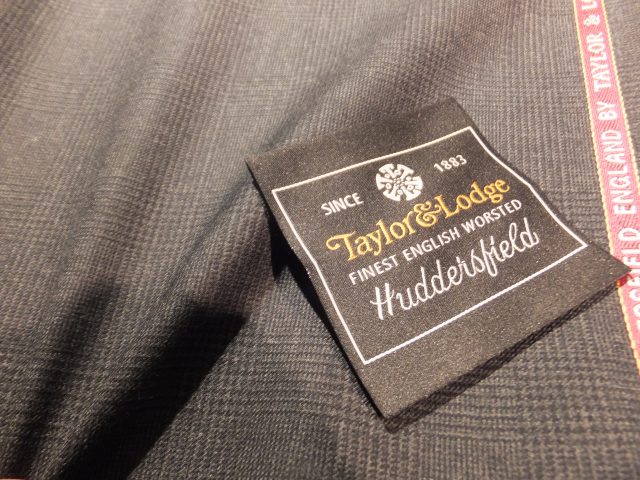 SINCE 1883
Taylor&Lodge
FINEST ENGLISH WORSTED
Huddersfield
ENGLAND BY TAYLOR &